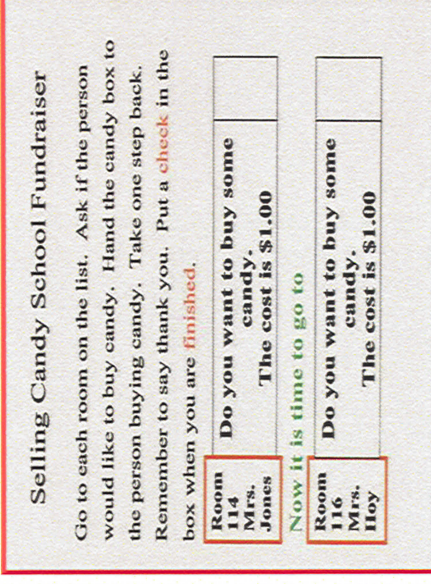 Selling Candy School Fundraiser
Go to each room on the list. Ask if the person
would like to buy candy. Hand the candy box to
the person buying candy. Take one step back.
Remember to say thank you. Put a check in the
box when you are finished.
Room
114
Mrs.
Jones
Do you want to buy some
candy.
The cost is $1.00
Now it is time to go to
Room
116
Mrs.
Hoy
Do you want to buy some
candy.
The cost is $1.00